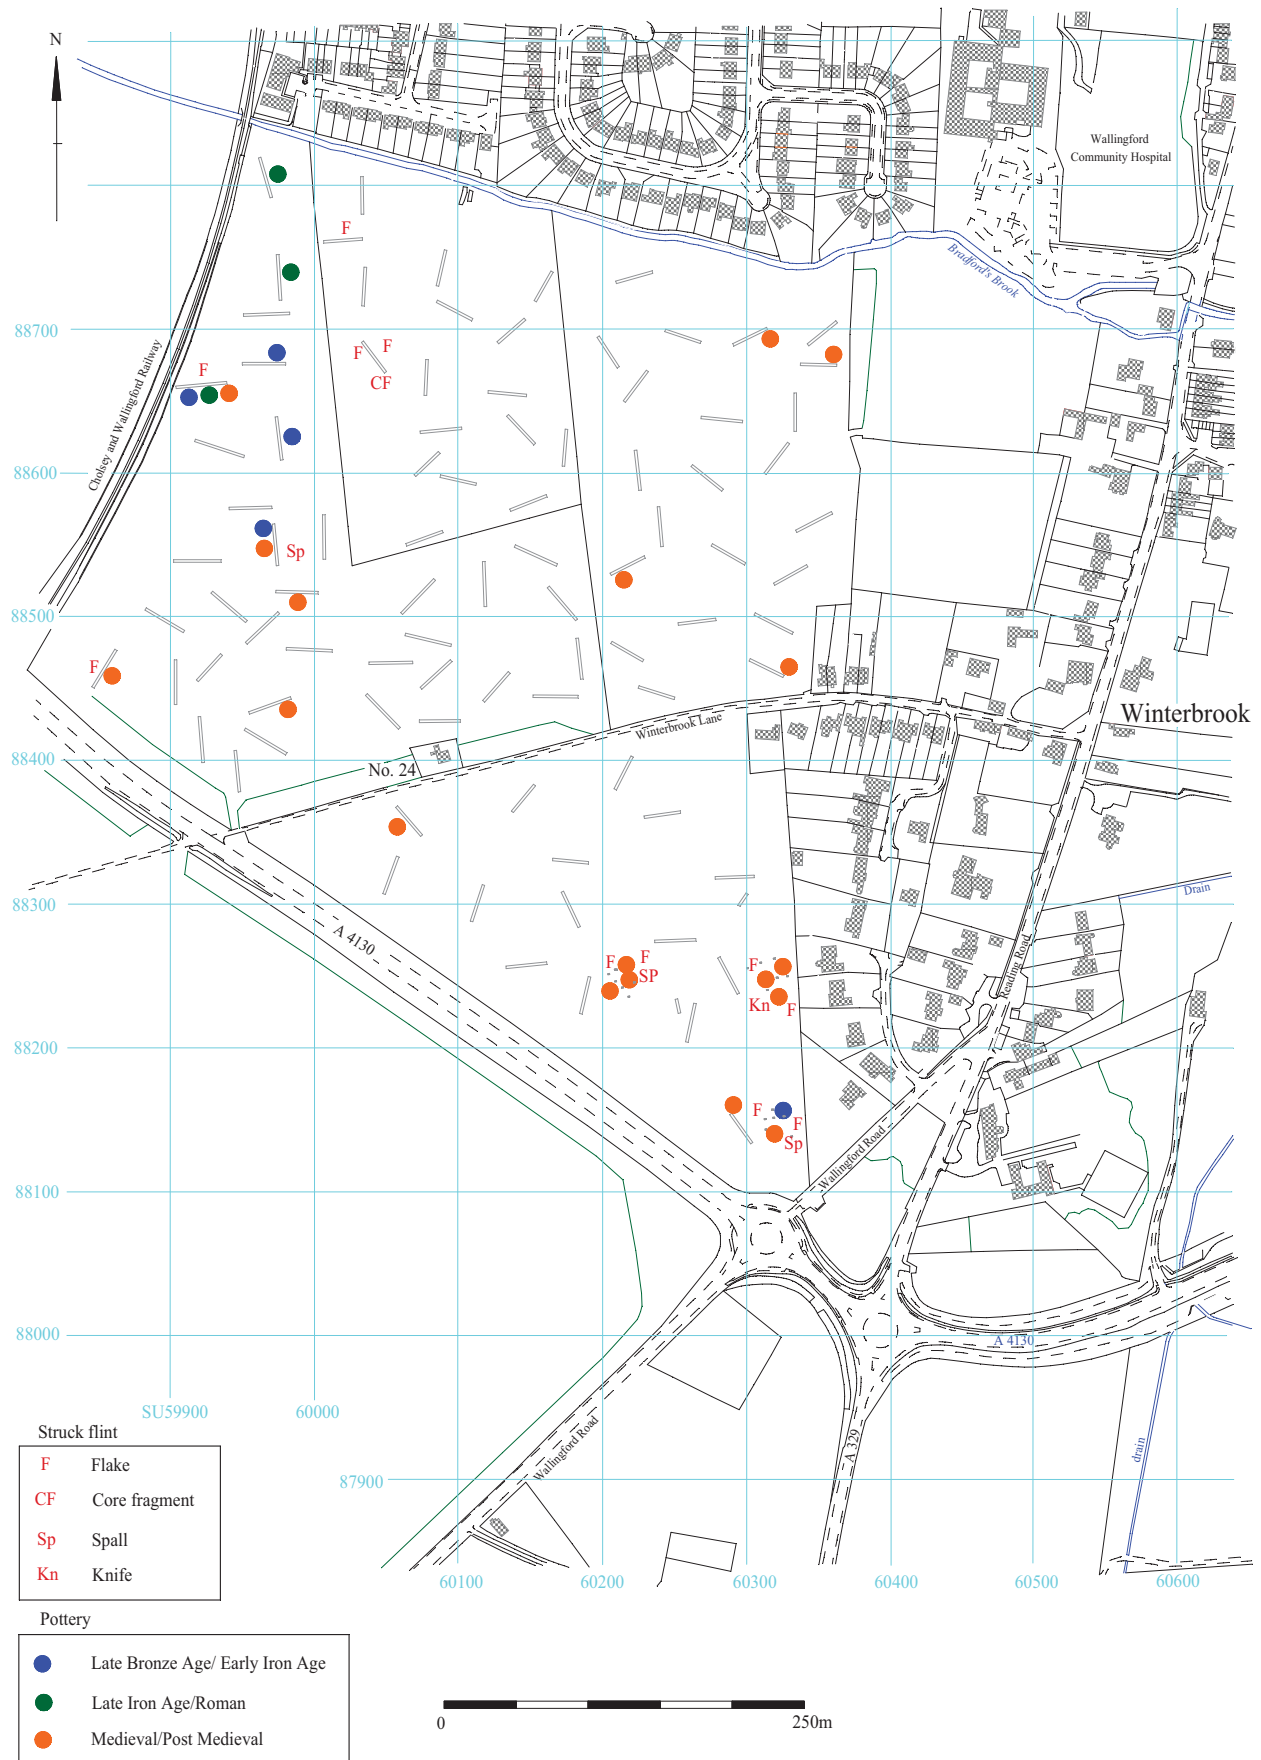 N
Wallingford
Community Hospital
F
Bradford's Brook
88700
Cholsey and Wallingford Railway
F
F
F
CF
88600
Sp
88500
F
Winterbrook
Winterbrook Lane
88400
No. 24
88300
Drain
A 4130
Reading Road
F
F
SP
F
Kn
F
88200
F
F
Sp
Wallingford Road
88100
88000
A 4130
SU59900
60000
Wallingford Road
A 329
drain
87900
60100
60200
60300
60400
60500
60600
Struck flint
F Flake
CF Core fragment
Sp Spall
Kn Knife
Pottery
Late Bronze Age/ Early Iron Age
Late Iron Age/Roman
Medieval/Post Medieval
0
250m